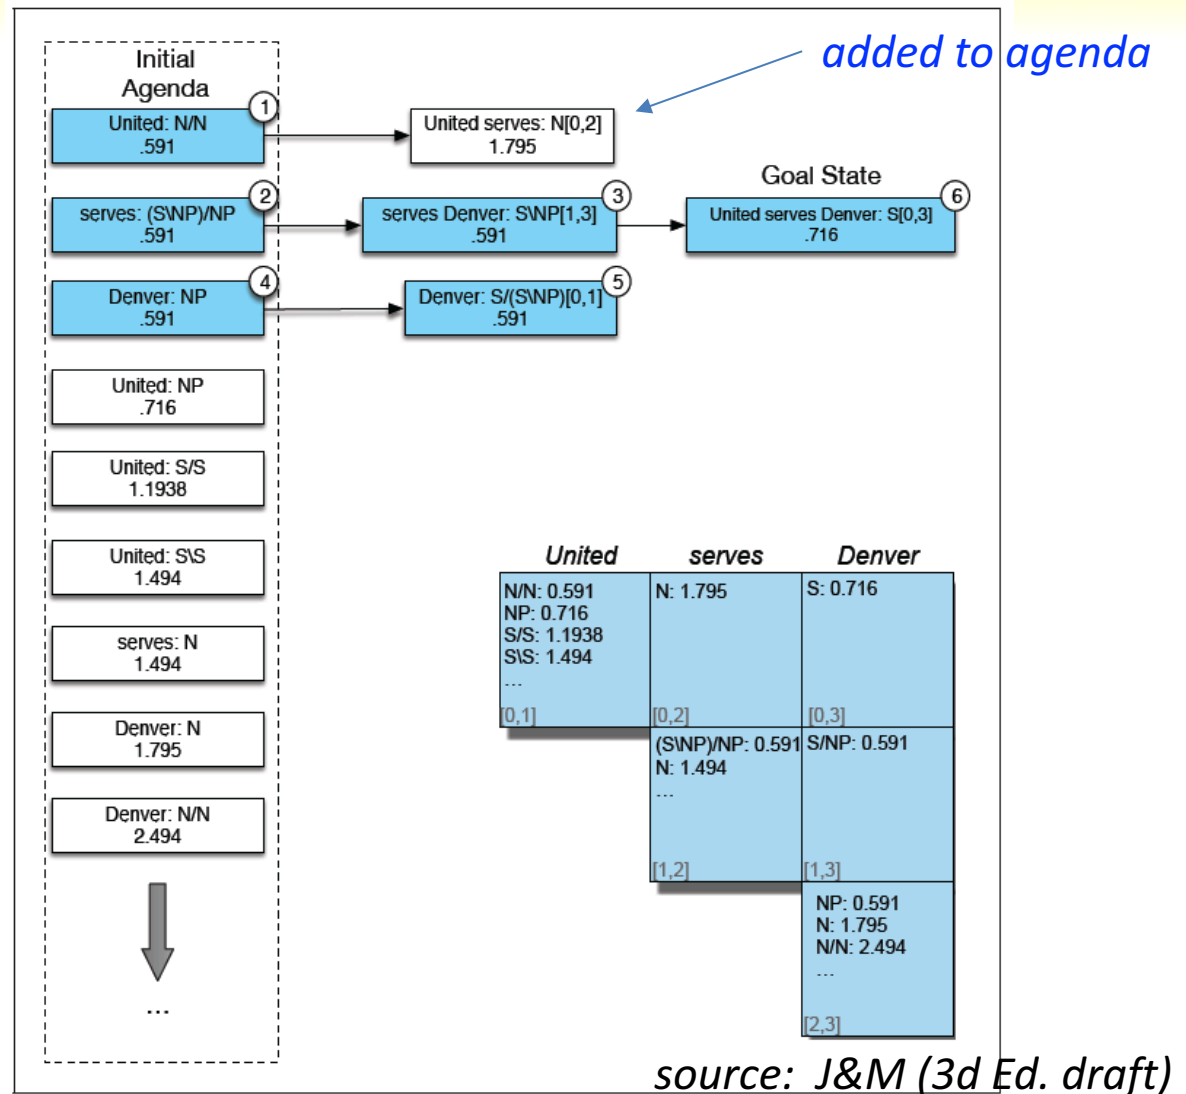 added to agenda
Initial
Agenda
1
United: N/N
.591
United serves: N[0,2]
1.795
Goal State
2
serves: (S\NP)/NP
.591
3
serves Denver: S\NP[1,3]
.591
6
United serves Denver: S[0,3]
.716
4
Denver: NP
.591
5
Denver: S/(S\NP)[0,1]
.591
United: NP
.716
United: S/S
1.1938
United: S\S
1.494
serves: N
1.494
Denver: N
1.795
Denver: N/N
2.494
...
United serves Denver
N/N: 0.591
NP: 0.716
S/S: 1.1938
S\S: 1.494
...
[0,1]
N: 1.795
[0,2]
S: 0.716
[0,3]
(S\NP)/NP: 0.591
N: 1.494
...
[1,2]
S/NP: 0.591
[1,3]
NP: 0.591
N: 1.795
N/N: 2.494
...
[2,3]
source: J&M (3d Ed. draft)